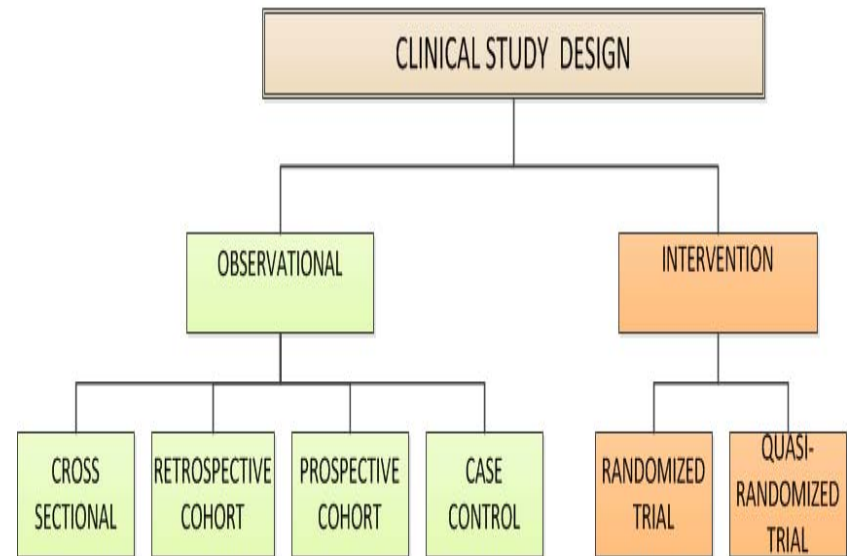 CLINICAL STUDY DESIGN
OBSERVATIONAL
INTERVENTION
CROSS
SECTIONAL
RETROSPECTIVE
COHORT
PROSPECTIVE
COHORT
CASE
CONTROL
RANDOMIZED
TRIAL
QUASI-
RANDOMIZED
TRIAL